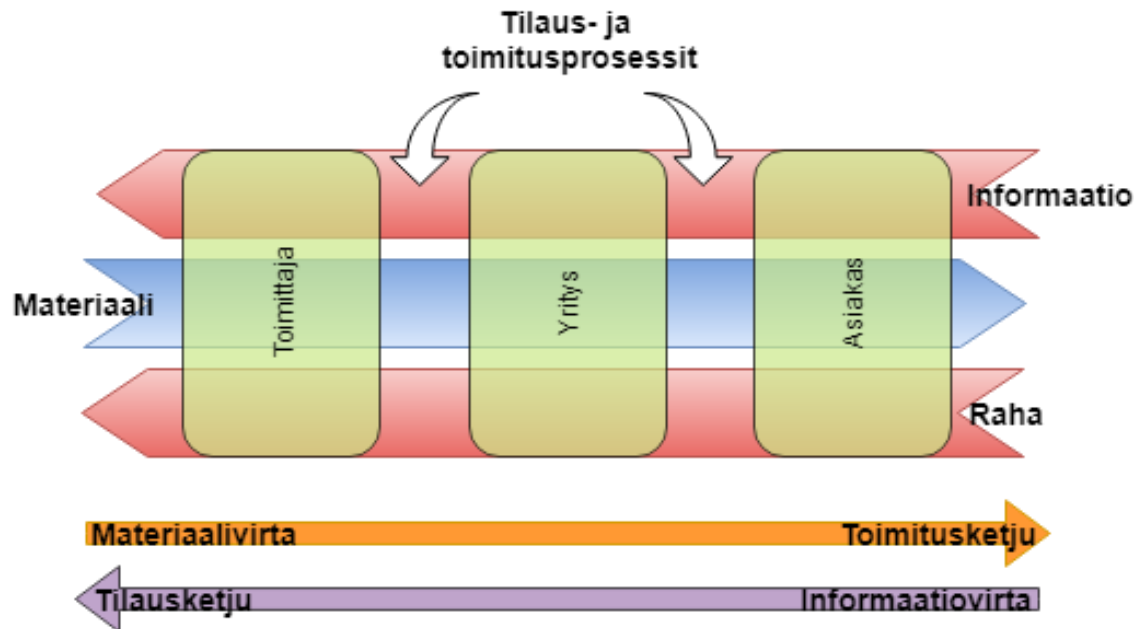 Tilaus- ja
toimitusprosessit
Informaatio
Materiaali
Toimittaja
Yritys
Asiakas
Raha
Materiaalivirta Toimitusketju
Tilausketju Informaatiovirta